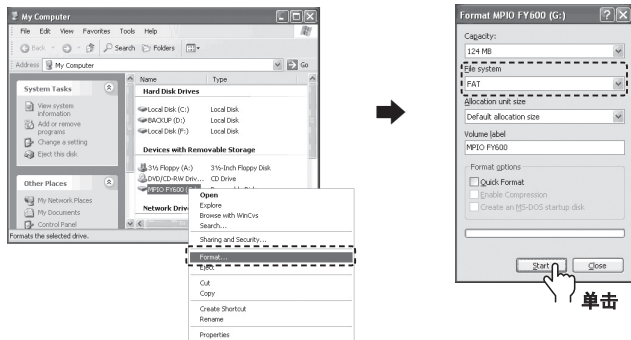 My Computer
File Edit View Favorites Tools Help
Back Search Folders
Address My Computer Go
System Tasks
View system
information
Add or remove
programs
Change a setting
Eject this disk
Other Places
My Network Places
My Documents
Control Panel
Name Type
Hard Disk Drives
Local Disk (C:) Local Disk
BACKUP (D:) Local Disk
Local Disk (F:) Local Disk
Devices with Removable Storage
3½ Floppy (A:) 3½-Inch Floppy Disk
DVD/CD-RW Driv... CD Drive
MPIO FY600
Network Driv
Formats the selected drive.
Open
Explore
Browse with WinCvs
Search...
Sharing and Security...
Format...
Eject
Cut
Copy
Create Shortcut
Rename
Properties
Format MPIO FY600 (G:)
Capacity:
124 MB
File system
FAT
Allocation unit size
Default allocation size
Volume label
MPIO FY600
Format options
Quick Format
Enable Compression
Create an MS-DOS startup disk
Start Close
单击